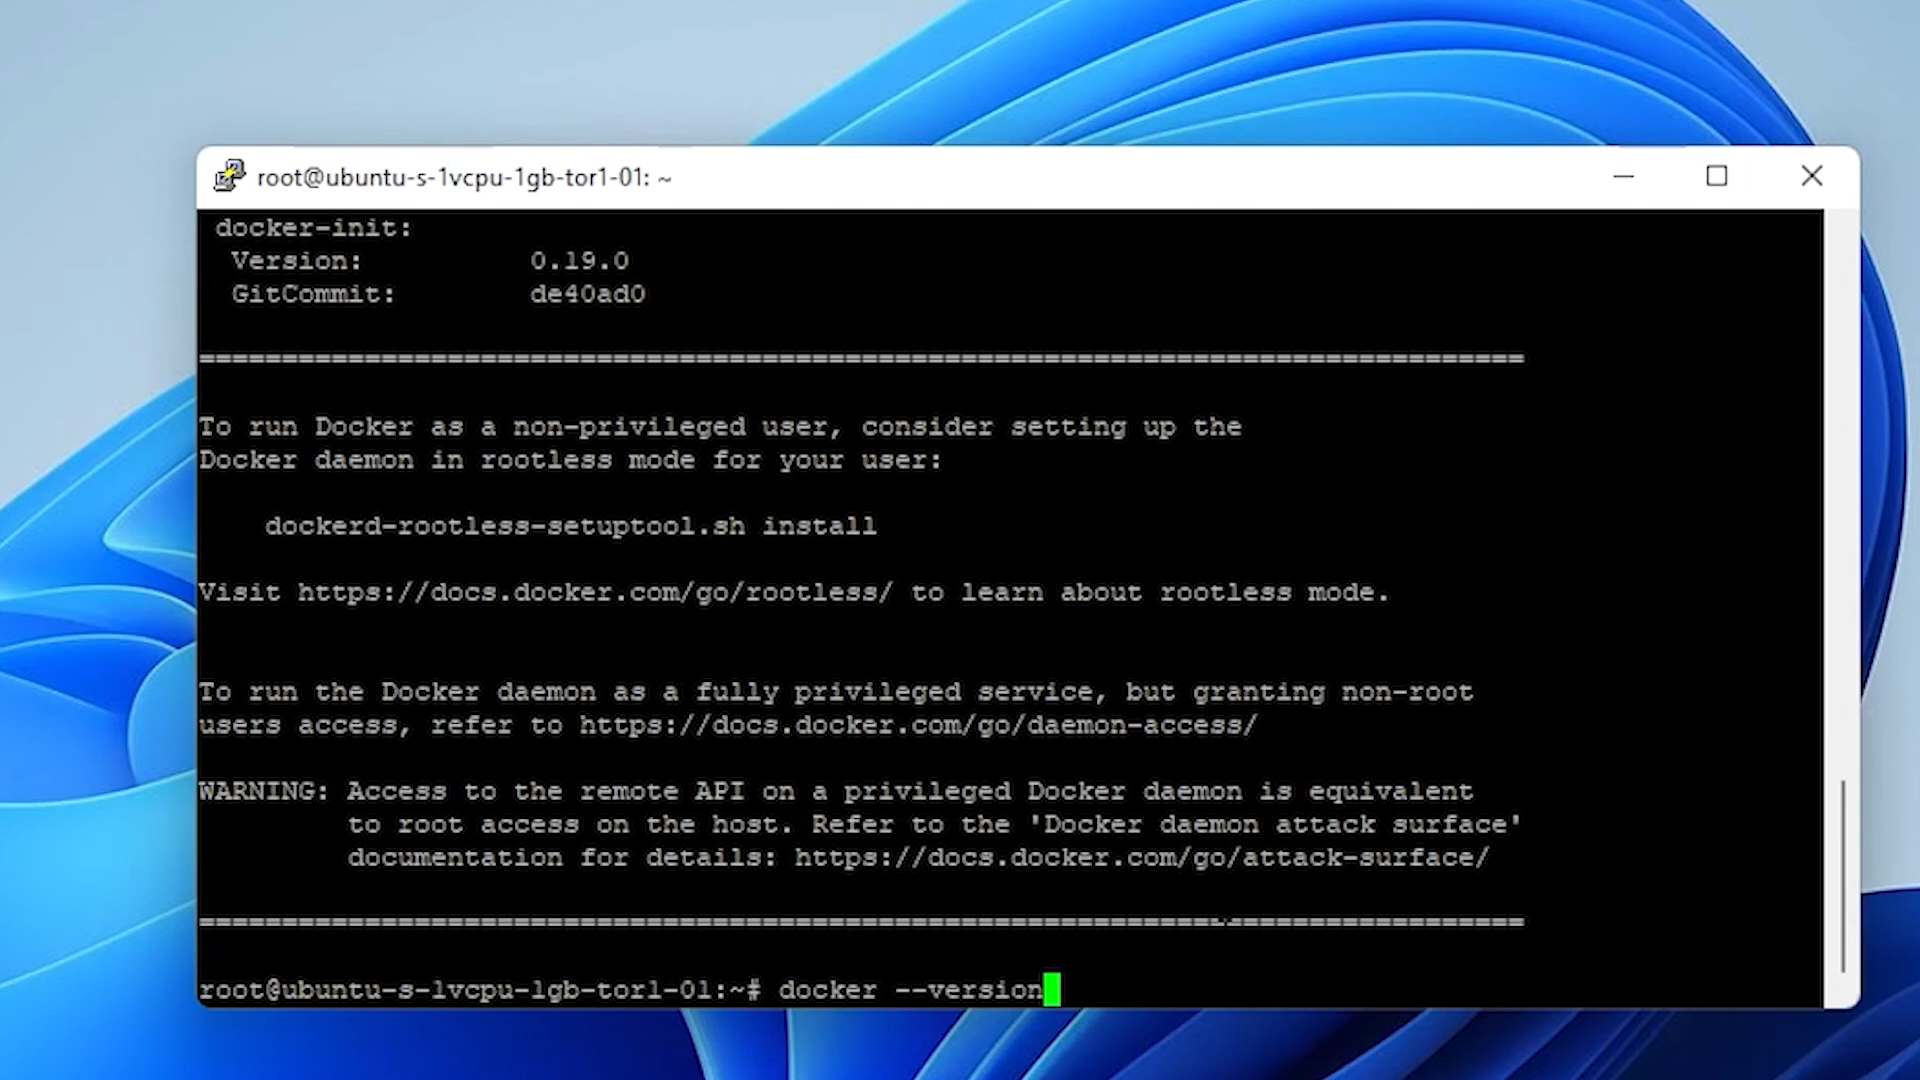 root@ubuntu-s-1vcpu-1gb-tor1-01: ~
docker-init:
Version: 0.19.0
GitCommit: de40ad0
================================================================================
To run Docker as a non-privileged user, consider setting up the
Docker daemon in rootless mode for your user:
dockerd-rootless-setuptool.sh install
Visit https://docs.docker.com/go/rootless/ to learn about rootless mode.
To run the Docker daemon as a fully privileged service, but granting non-root
users access, refer to https://docs.docker.com/go/daemon-access/
WARNING: Access to the remote API on a privileged Docker daemon is equivalent
to root access on the host. Refer to the 'Docker daemon attack surface'
documentation for details: https://docs.docker.com/go/attack-surface/
================================================================================
root@ubuntu-s-1vcpu-1gb-tor1-01:~# docker --version